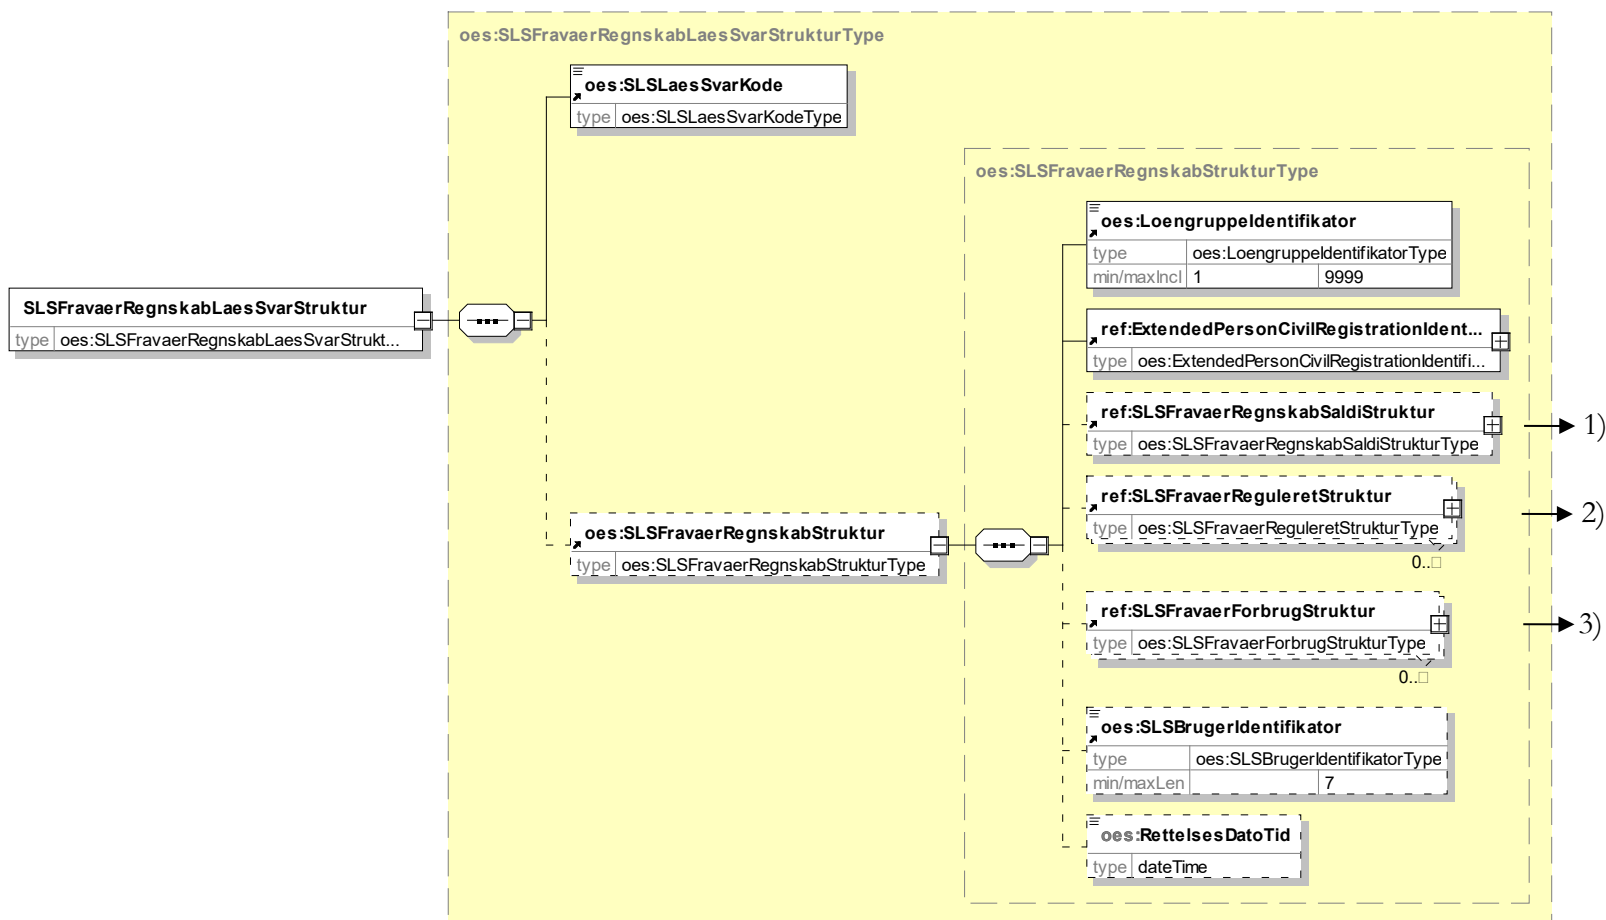 oes:SLSFravaerRegnskabLaesSvarStrukturType
oes:SLSLaesSvarKode
type oes:SLSLaesSvarKodeType
oes:SLSFravaerRegnskabStrukturType
oes:LoengruppeIdentifikator
type oes:LoengruppeIdentifikatorType
min/maxIncl 1 9999
SLSFravaerRegnskabLaesSvarStruktur
type oes:SLSFravaerRegnskabLaesSvarStrukt...
ref:ExtendedPersonCivilRegistrationIdent...
type oes:ExtendedPersonCivilRegistrationIdentifi...
ref:SLSFravaerRegnskabSaldiStruktur
type oes:SLSFravaerRegnskabSaldiStrukturType
1)
ref:SLSFravaerReguleretStruktur
type oes:SLSFravaerReguleretStrukturType
2)
0..□
oes:SLSFravaerRegnskabStruktur
type oes:SLSFravaerRegnskabStrukturType
ref:SLSFravaerForbrugStruktur
type oes:SLSFravaerForbrugStrukturType
3)
0..□
oes:SLSBrugerIdentifikator
type oes:SLSBrugerIdentifikatorType
min/maxLen 7
oes:RettelsesDatoTid
type dateTime